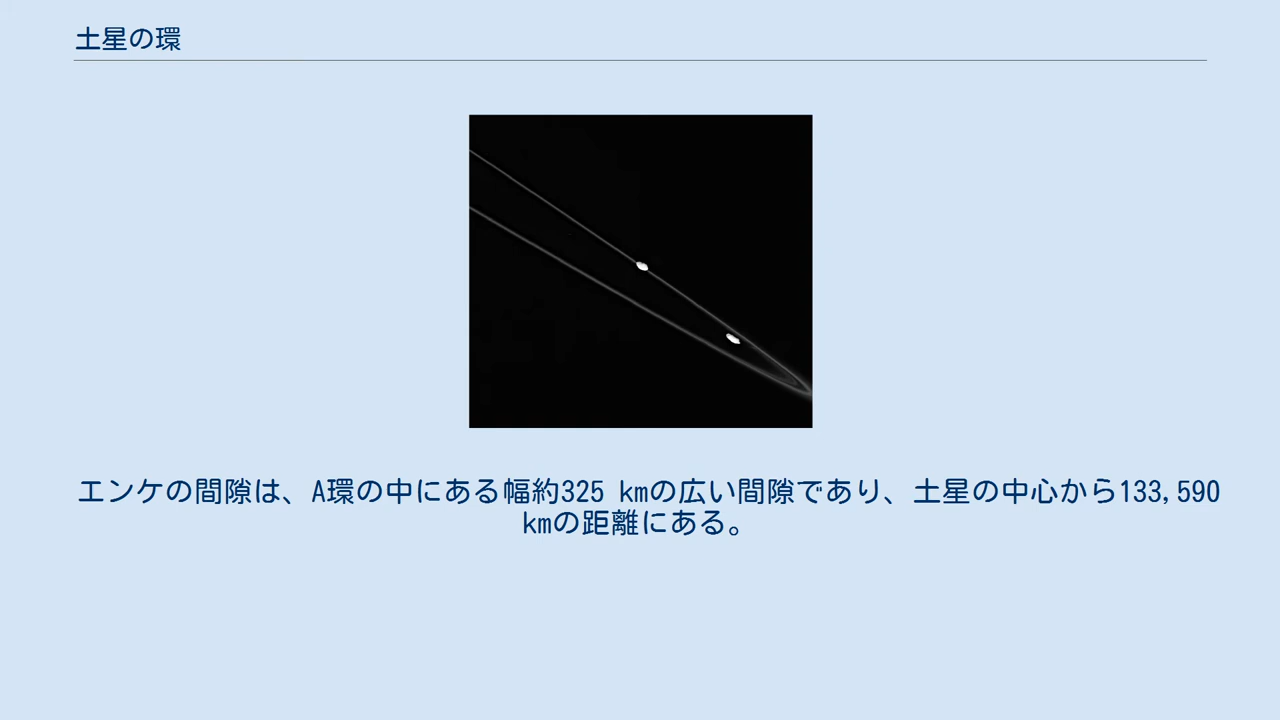 土星の環
エンケの間隙は、A環の中にある幅約325 kmの広い間隙であり、土星の中心から133,590
kmの距離にある。